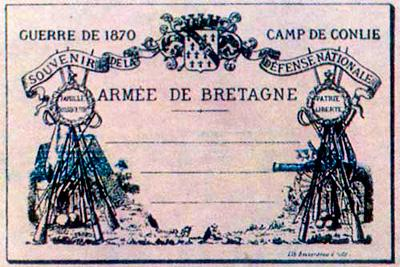 GUERRE DE 1870
CAMP DE CONLIE
SOUVENIR DE LA
DÉFENSE NATIONALE
ARMÉE DE BRETAGNE
FAMILLE
PATRIE
LIBERTÉ